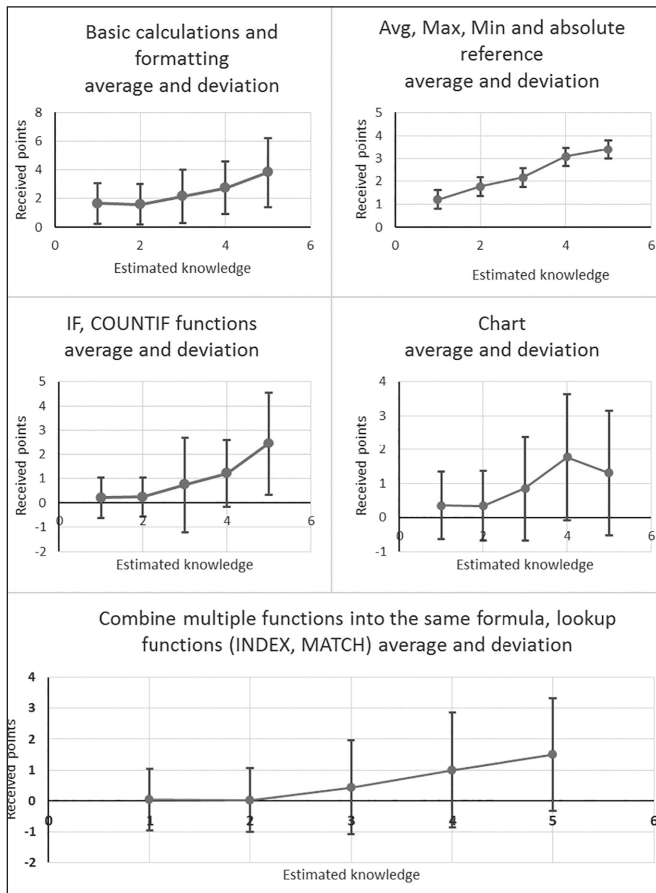 Basic calculations and
formatting
average and deviation
8
6
4
2
0
0
2
4
6
Received points
Estimated knowledge
Avg, Max, Min and absolute
reference
average and deviation
5
4
3
2
1
0
0
2
4
6
Received points
Estimated knowledge
IF, COUNTIF functions
average and deviation
5
4
3
2
1
0
-1
-2
0
2
4
6
Received points
Estimated knowledge
Chart
average and deviation
4
3
2
1
0
-1
0
2
4
6
Received points
Estimated knowledge
Combine multiple functions into the same formula, lookup
functions (INDEX, MATCH) average and deviation
4
3
2
1
0
-1
-2
0
1
2
3
4
5
6
Received points
Estimated knowledge